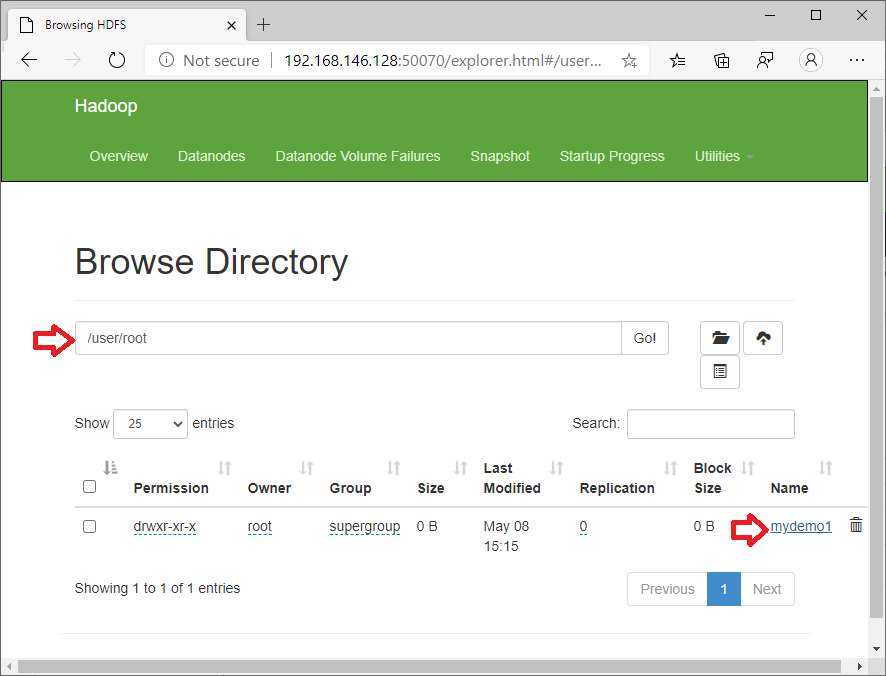 Browsing HDFS
Not secure 192.168.146.128:50070/explorer.html#/user...
Hadoop
Overview Datanodes Datanode Volume Failures Snapshot Startup Progress Utilities
Browse Directory
/user/root Go!
Show 25 entries Search:
Permission Owner Group Size Last Modified Replication Block Size Name
drwxr-xr-x root supergroup 0 B May 08 15:15 0 0 B mydemo1
Showing 1 to 1 of 1 entries Previous 1 Next